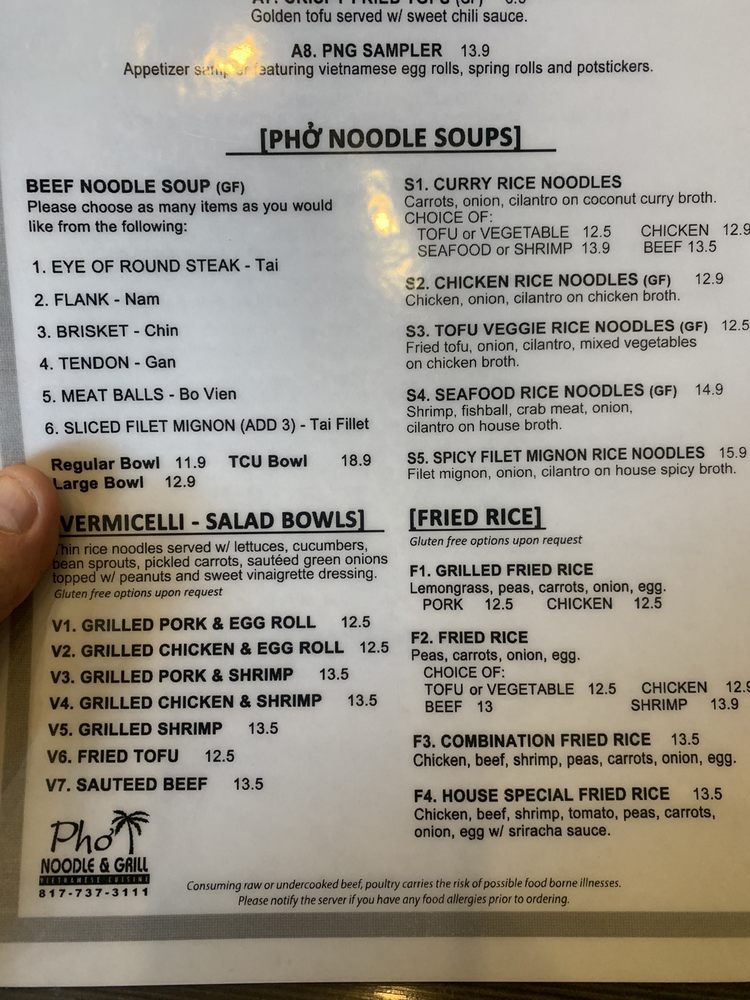 Golden tofu served w/ sweet chili sauce.
A8. PNG SAMPLER 13.9
Appetizer sampler featuring vietnamese egg rolls, spring rolls and potstickers.
[PHỞ NOODLE SOUPS]
BEEF NOODLE SOUP (GF)
Please choose as many items as you would
like from the following:
1. EYE OF ROUND STEAK - Tai
2. FLANK - Nam
3. BRISKET - Chin
4. TENDON - Gan
5. MEAT BALLS - Bo Vien
6. SLICED FILET MIGNON (ADD 3) - Tai Fillet
Regular Bowl 11.9 TCU Bowl 18.9
Large Bowl 12.9
S1. CURRY RICE NOODLES
Carrots, onion, cilantro on coconut curry broth.
CHOICE OF:
TOFU or VEGETABLE 12.5 CHICKEN 12.9
SEAFOOD or SHRIMP 13.9 BEEF 13.5
S2. CHICKEN RICE NOODLES (GF) 12.9
Chicken, onion, cilantro on chicken broth.
S3. TOFU VEGGIE RICE NOODLES (GF) 12.5
Fried tofu, onion, cilantro, mixed vegetables
on chicken broth.
S4. SEAFOOD RICE NOODLES (GF) 14.9
Shrimp, fishball, crab meat, onion,
cilantro on house broth.
S5. SPICY FILET MIGNON RICE NOODLES 15.9
Filet mignon, onion, cilantro on house spicy broth.
VERMICELLI - SALAD BOWLS]
Thin rice noodles served w/ lettuces, cucumbers,
bean sprouts, pickled carrots, sautéed green onions
topped w/ peanuts and sweet vinaigrette dressing.
Gluten free options upon request
V1. GRILLED PORK & EGG ROLL 12.5
V2. GRILLED CHICKEN & EGG ROLL 12.5
V3. GRILLED PORK & SHRIMP 13.5
V4. GRILLED CHICKEN & SHRIMP 13.5
V5. GRILLED SHRIMP 13.5
V6. FRIED TOFU 12.5
V7. SAUTEED BEEF 13.5
[FRIED RICE]
Gluten free options upon request
F1. GRILLED FRIED RICE
Lemongrass, peas, carrots, onion, egg.
PORK 12.5 CHICKEN 12.5
F2. FRIED RICE
Peas, carrots, onion, egg.
CHOICE OF:
TOFU or VEGETABLE 12.5 CHICKEN 12.9
BEEF 13 SHRIMP 13.9
F3. COMBINATION FRIED RICE 13.5
Chicken, beef, shrimp, peas, carrots, onion, egg.
F4. HOUSE SPECIAL FRIED RICE 13.5
Chicken, beef, shrimp, tomato, peas, carrots,
onion, egg w/ sriracha sauce.
Phở
NOODLE & GRILL
VIETNAMESE CUISINE
817-737-3111
Consuming raw or undercooked beef, poultry carries the risk of possible food borne illnesses.
Please notify the server if you have any food allergies prior to ordering.